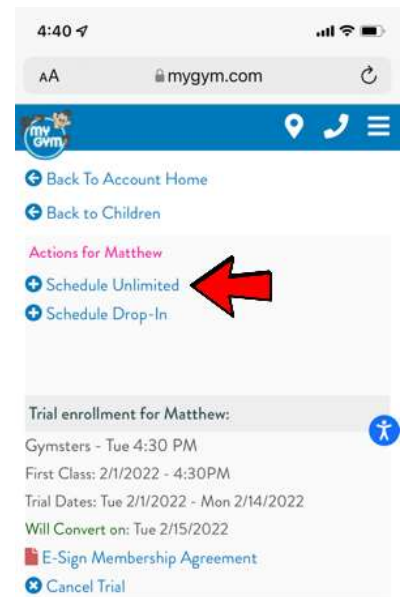 4:40
AA mygym.com
my
GYM
Back To Account Home
Back to Children
Actions for Matthew
Schedule Unlimited
Schedule Drop-In
Trial enrollment for Matthew:
Gymsters - Tue 4:30 PM
First Class: 2/1/2022 - 4:30PM
Trial Dates: Tue 2/1/2022 - Mon 2/14/2022
Will Convert on: Tue 2/15/2022
E-Sign Membership Agreement
Cancel Trial